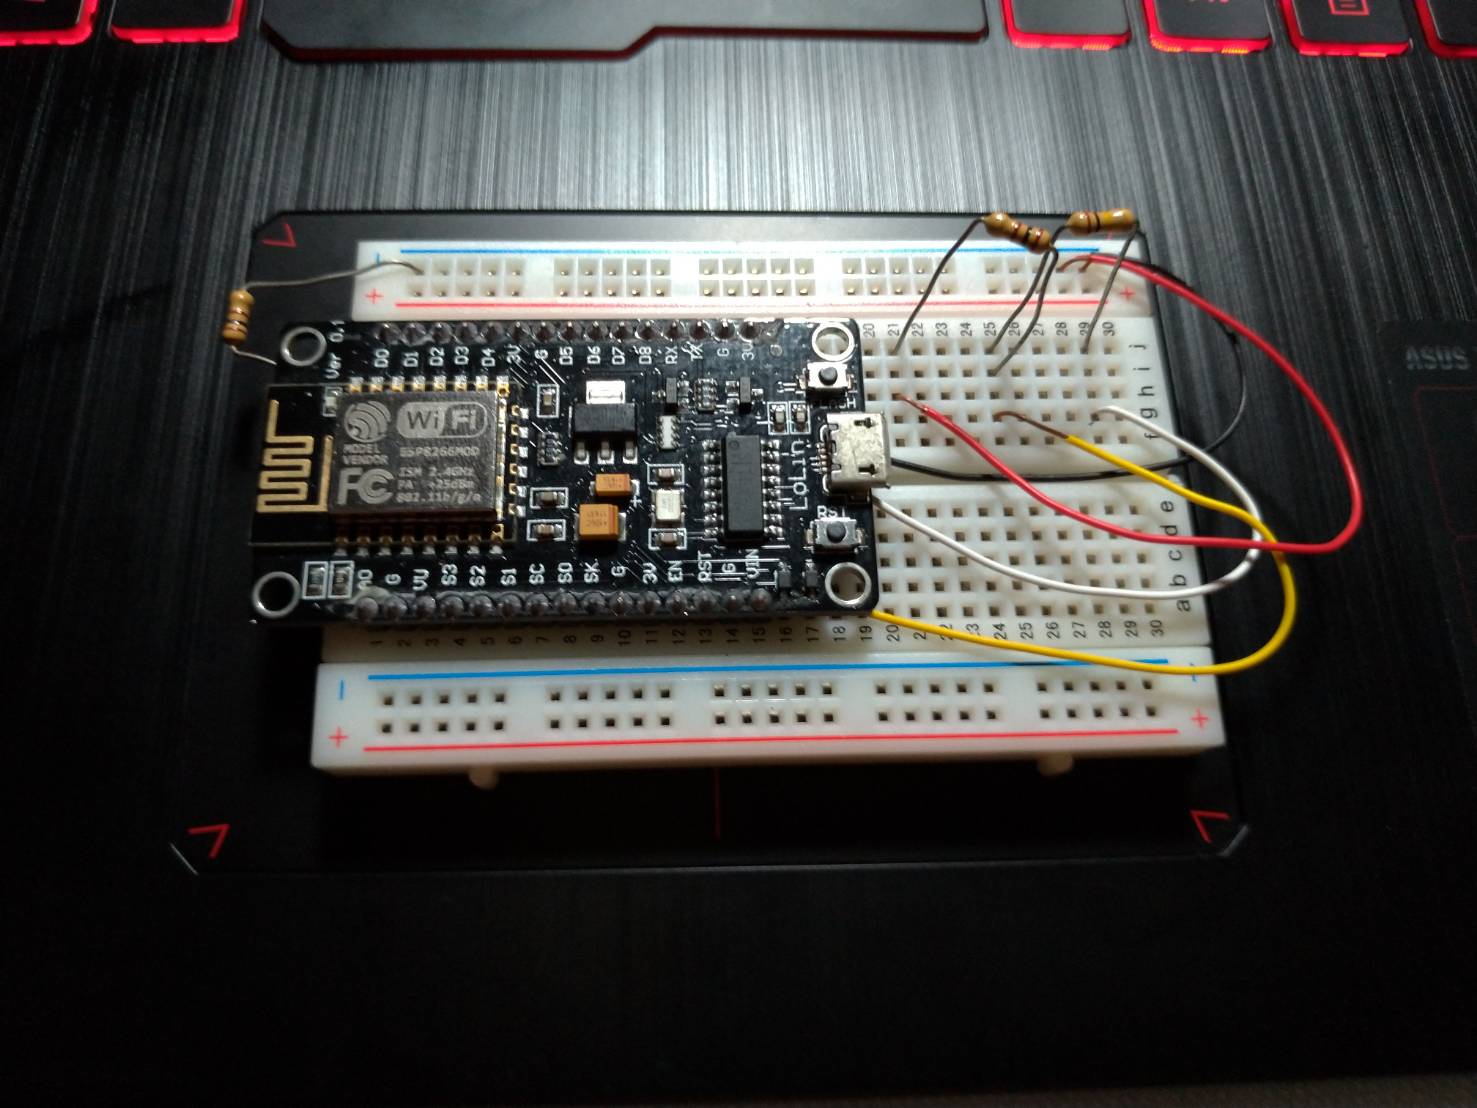 ASUS
- +
20 21 22 23 24 25 26 27 28 29 30
j
i
h
g
f
Ver 0.1
D0 D1 D2 D3 D4 3V G D5 D6 D7 D8 RX TX G 3V
WiFi
MODEL ESP8266MOD
VENDOR
ISM 2.4GHz
PA +25dBm
802.11b/g/n
FC
LoLin
RST
A0 G VU S3 S2 S1 SC SO SK G 3V EN RST G VIN
e
d
c
b
a
1 2 3 4 5 6 7 8 9 10 11 12 13 14 15 16 17 18 19 20 21 22 23 24 25 26 27 28 29 30
- -
+ +